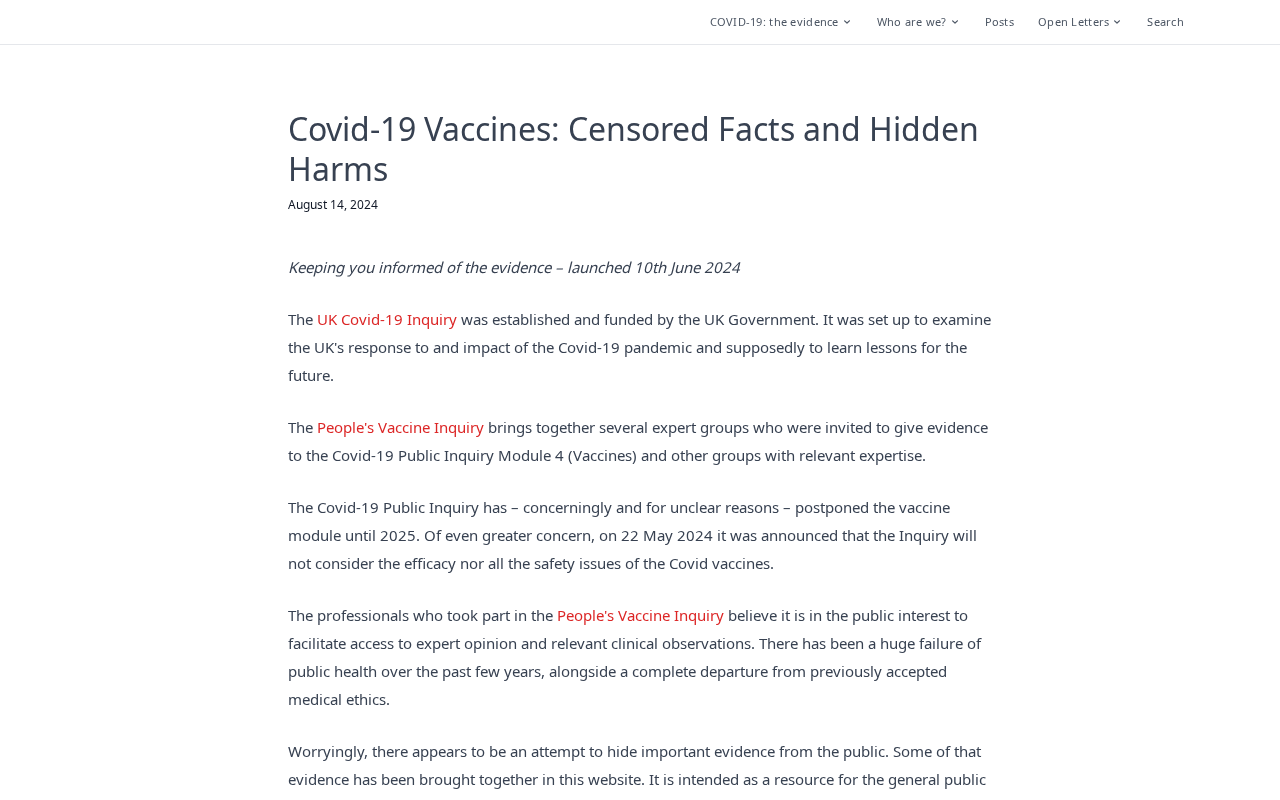 COVID-19: the evidence Who are we? Posts Open Letters Search
Covid-19 Vaccines: Censored Facts and Hidden
Harms
August 14, 2024
Keeping you informed of the evidence – launched 10th June 2024
The UK Covid-19 Inquiry was established and funded by the UK Government. It was set up to examine
the UK's response to and impact of the Covid-19 pandemic and supposedly to learn lessons for the
future.
The People's Vaccine Inquiry brings together several expert groups who were invited to give evidence
to the Covid-19 Public Inquiry Module 4 (Vaccines) and other groups with relevant expertise.
The Covid-19 Public Inquiry has – concerningly and for unclear reasons – postponed the vaccine
module until 2025. Of even greater concern, on 22 May 2024 it was announced that the Inquiry will
not consider the efficacy nor all the safety issues of the Covid vaccines.
The professionals who took part in the People's Vaccine Inquiry believe it is in the public interest to
facilitate access to expert opinion and relevant clinical observations. There has been a huge failure of
public health over the past few years, alongside a complete departure from previously accepted
medical ethics.
Worryingly, there appears to be an attempt to hide important evidence from the public. Some of that
evidence has been brought together in this website. It is intended as a resource for the general public